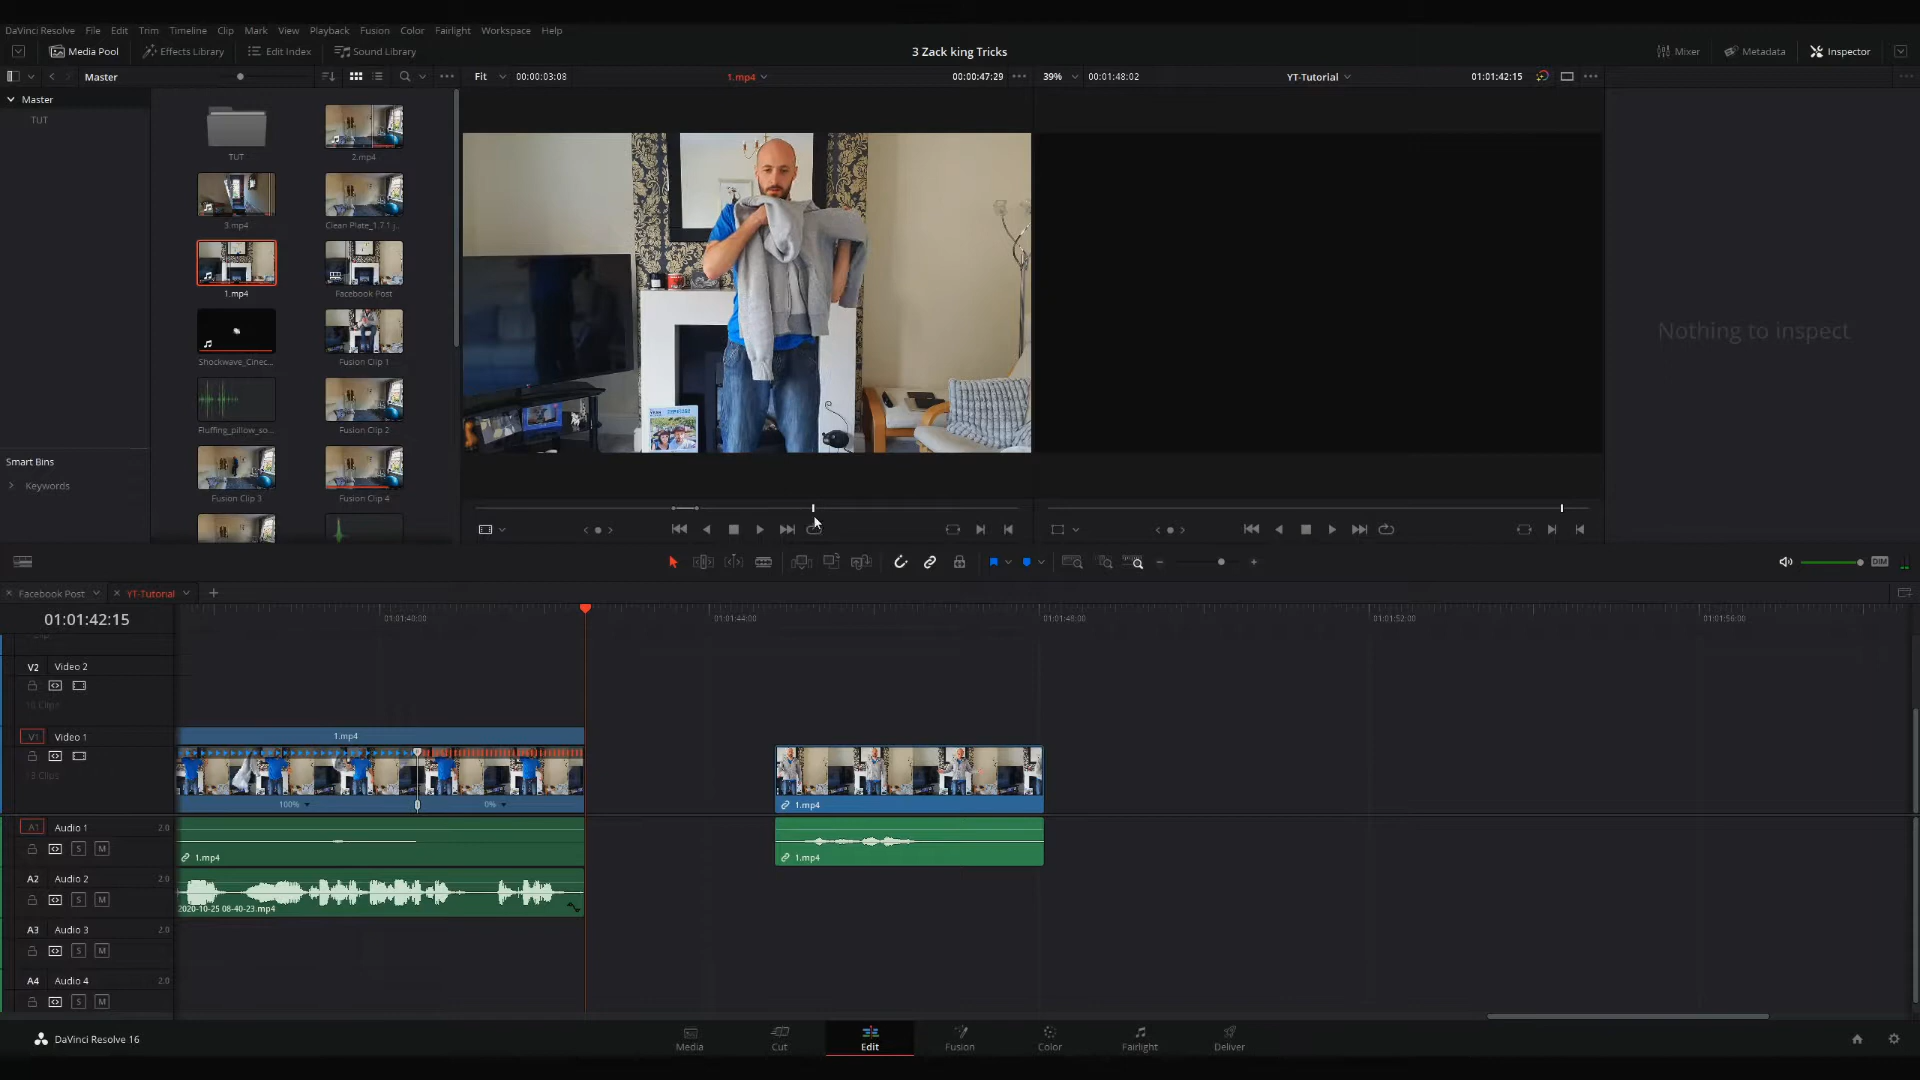 DaVinci Resolve File Edit Trim Timeline Clip Mark View Playback Fusion Color Fairlight Workspace Help
Media Pool Effects Library Edit Index Sound Library 3 Zack king Tricks Mixer Metadata Inspector
Master Fit 00:00:03:08 1.mp4 00:00:47:29 39% 00:01:48:02 YT-Tutorial 01:01:42:15
Master
TUT
TUT 2.mp4
3.mp4 Clean Plate_1.7.1 j...
1.mp4 Facebook Post
Shockwave_Cinec... Fusion Clip 1
Fluffing_pillow_so... Fusion Clip 2
Fusion Clip 3 Fusion Clip 4
Smart Bins
Keywords
Nothing to inspect
DIM
Facebook Post YT-Tutorial
01:01:42:15 01:01:40:00 01:01:44:00 01:01:48:00 01:01:52:00 01:01:56:00
V2 Video 2
V1 Video 1 1.mp4
100% 0% 1.mp4
A1 Audio 1 2.0
S M 1.mp4 1.mp4
A2 Audio 2 2.0
S M 2020-10-25 08-40-23.mp4
A3 Audio 3 2.0
S M
A4 Audio 4 2.0
S M
DaVinci Resolve 16 Media Cut Edit Fusion Color Fairlight Deliver